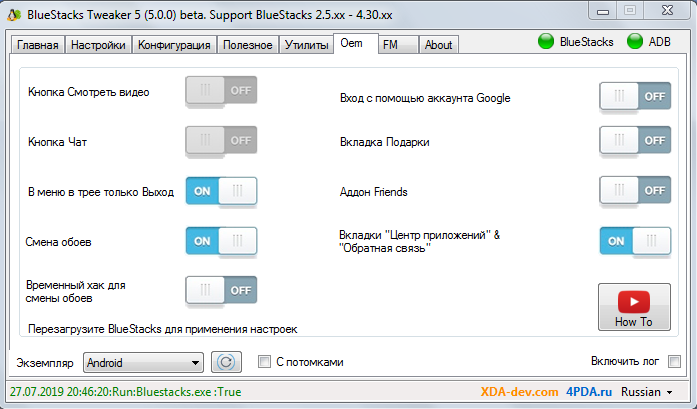 BlueStacks Tweaker 5 (5.0.0) beta. Support BlueStacks 2.5.xx - 4.30.xx
Главная Настройки Конфигурация Полезное Утилиты Oem FM About BlueStacks ADB
Кнопка Смотреть видео OFF
Вход с помощью аккаунта Google OFF
Кнопка Чат OFF
Вкладка Подарки OFF
В меню в трее только Выход ON
Аддон Friends OFF
Смена обоев ON
Вкладки "Центр приложений" &
"Обратная связь" ON
Временный хак для
смены обоев OFF
How To
Перезагрузите BlueStacks для применения настроек
Экземпляр Android С потомками Включить лог
27.07.2019 20:46:20:Run:Bluestacks.exe :True XDA-dev.com 4PDA.ru Russian